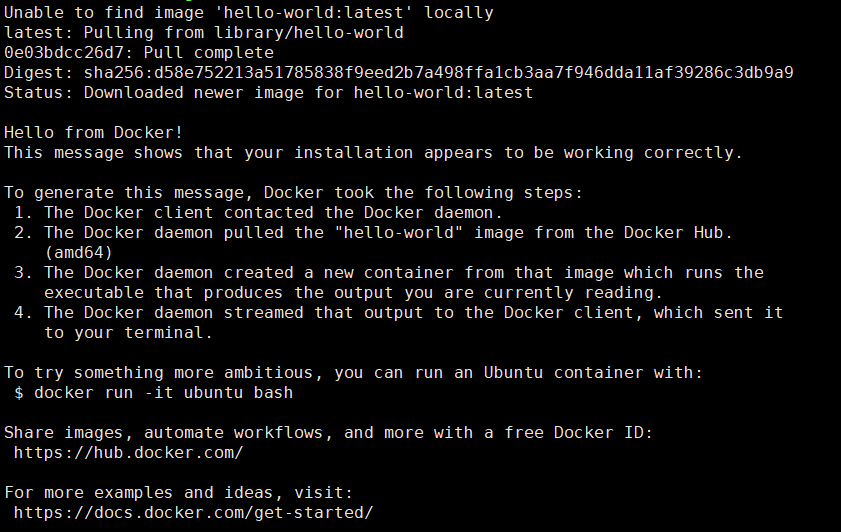 Unable to find image 'hello-world:latest' locally
latest: Pulling from library/hello-world
0e03bdcc26d7: Pull complete
Digest: sha256:d58e752213a51785838f9eed2b7a498ffa1cb3aa7f946dda11af39286c3db9a9
Status: Downloaded newer image for hello-world:latest

Hello from Docker!
This message shows that your installation appears to be working correctly.

To generate this message, Docker took the following steps:
 1. The Docker client contacted the Docker daemon.
 2. The Docker daemon pulled the "hello-world" image from the Docker Hub.
    (amd64)
 3. The Docker daemon created a new container from that image which runs the
    executable that produces the output you are currently reading.
 4. The Docker daemon streamed that output to the Docker client, which sent it
    to your terminal.

To try something more ambitious, you can run an Ubuntu container with:
 $ docker run -it ubuntu bash

Share images, automate workflows, and more with a free Docker ID:
 https://hub.docker.com/

For more examples and ideas, visit:
 https://docs.docker.com/get-started/